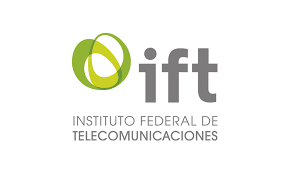 ift
INSTITUTO FEDERAL DE
TELECOMUNICACIONES